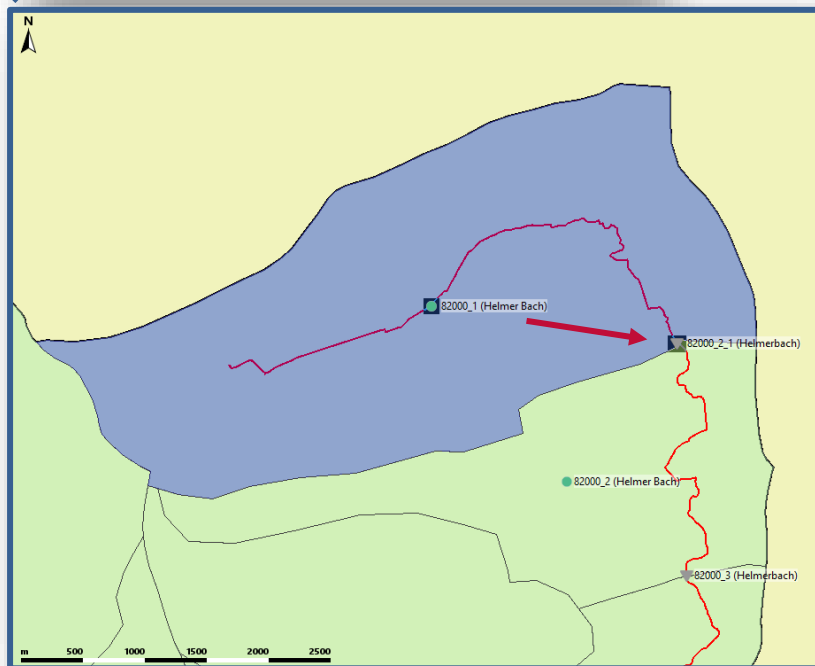 N
82000_1 (Helmer Bach)
82000_2_1 (Helmerbach)
82000_2 (Helmer Bach)
82000_3 (Helmerbach)
m 500 1000 1500 2000 2500